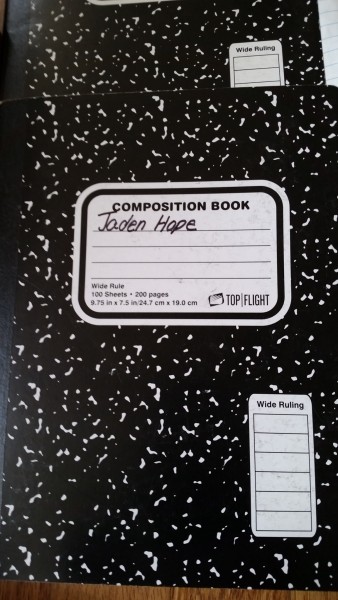 Wide Ruling
COMPOSITION BOOK
Jaden Hope
Wide Rule
100 Sheets • 200 pages
9.75 in x 7.5 in/24.7 cm x 19.0 cm
TOP|FLIGHT
Wide Ruling